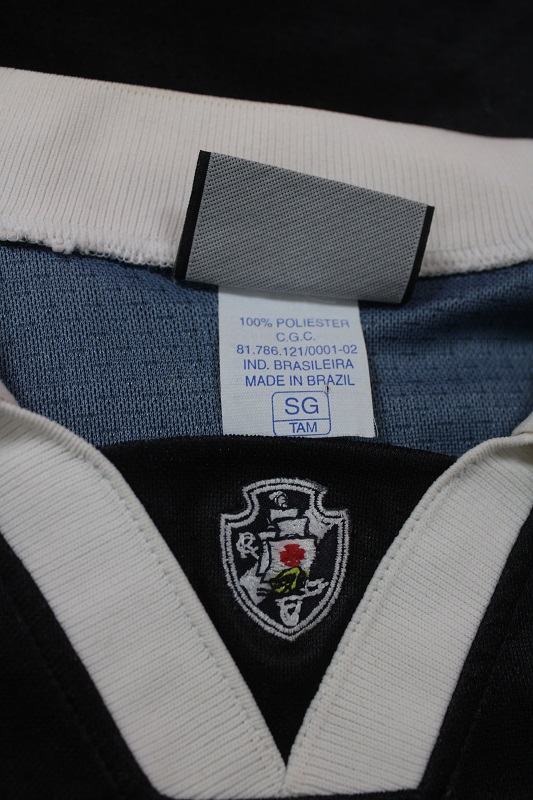 100% POLIESTER
C.G.C.
81.786.121/0001-02
IND. BRASILEIRA
MADE IN BRAZIL
SG
TAM